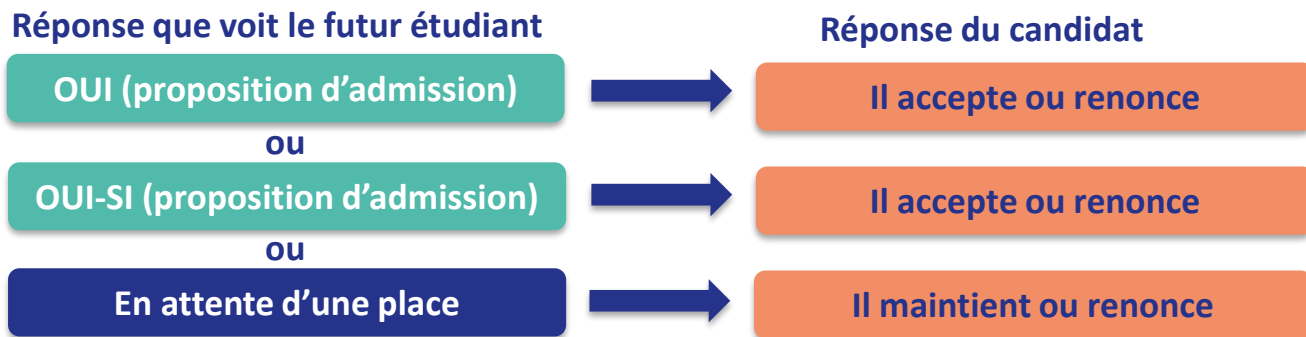 Réponse que voit le futur étudiant
Réponse du candidat
OUI (proposition d’admission)
Il accepte ou renonce
ou
OUI-SI (proposition d’admission)
Il accepte ou renonce
ou
En attente d’une place
Il maintient ou renonce